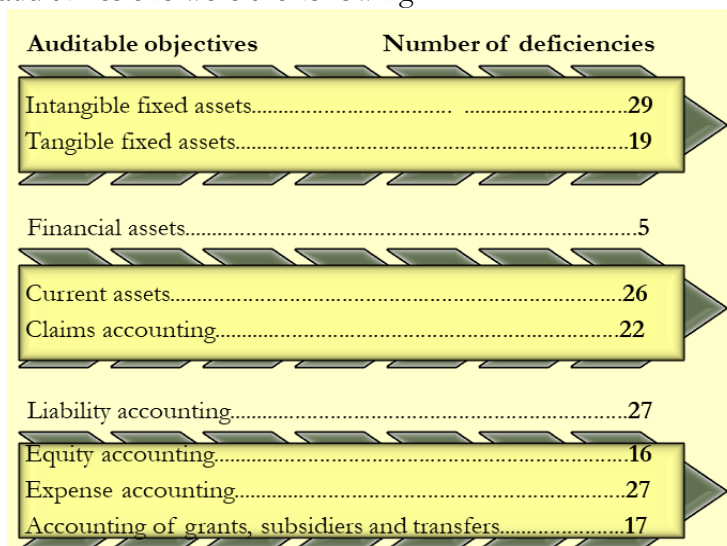 Auditable objectives Number of deficiencies
Intangible fixed assets.................................... .............................29
Tangible fixed assets......................................................................19
Financial assets.............................................................................5
Current assets................................................................................26
Claims accounting........................................................................22
Liability accounting......................................................................27
Equity accounting.........................................................................16
Expense accounting......................................................................27
Accounting of grants, subsidiers and transfers......................17